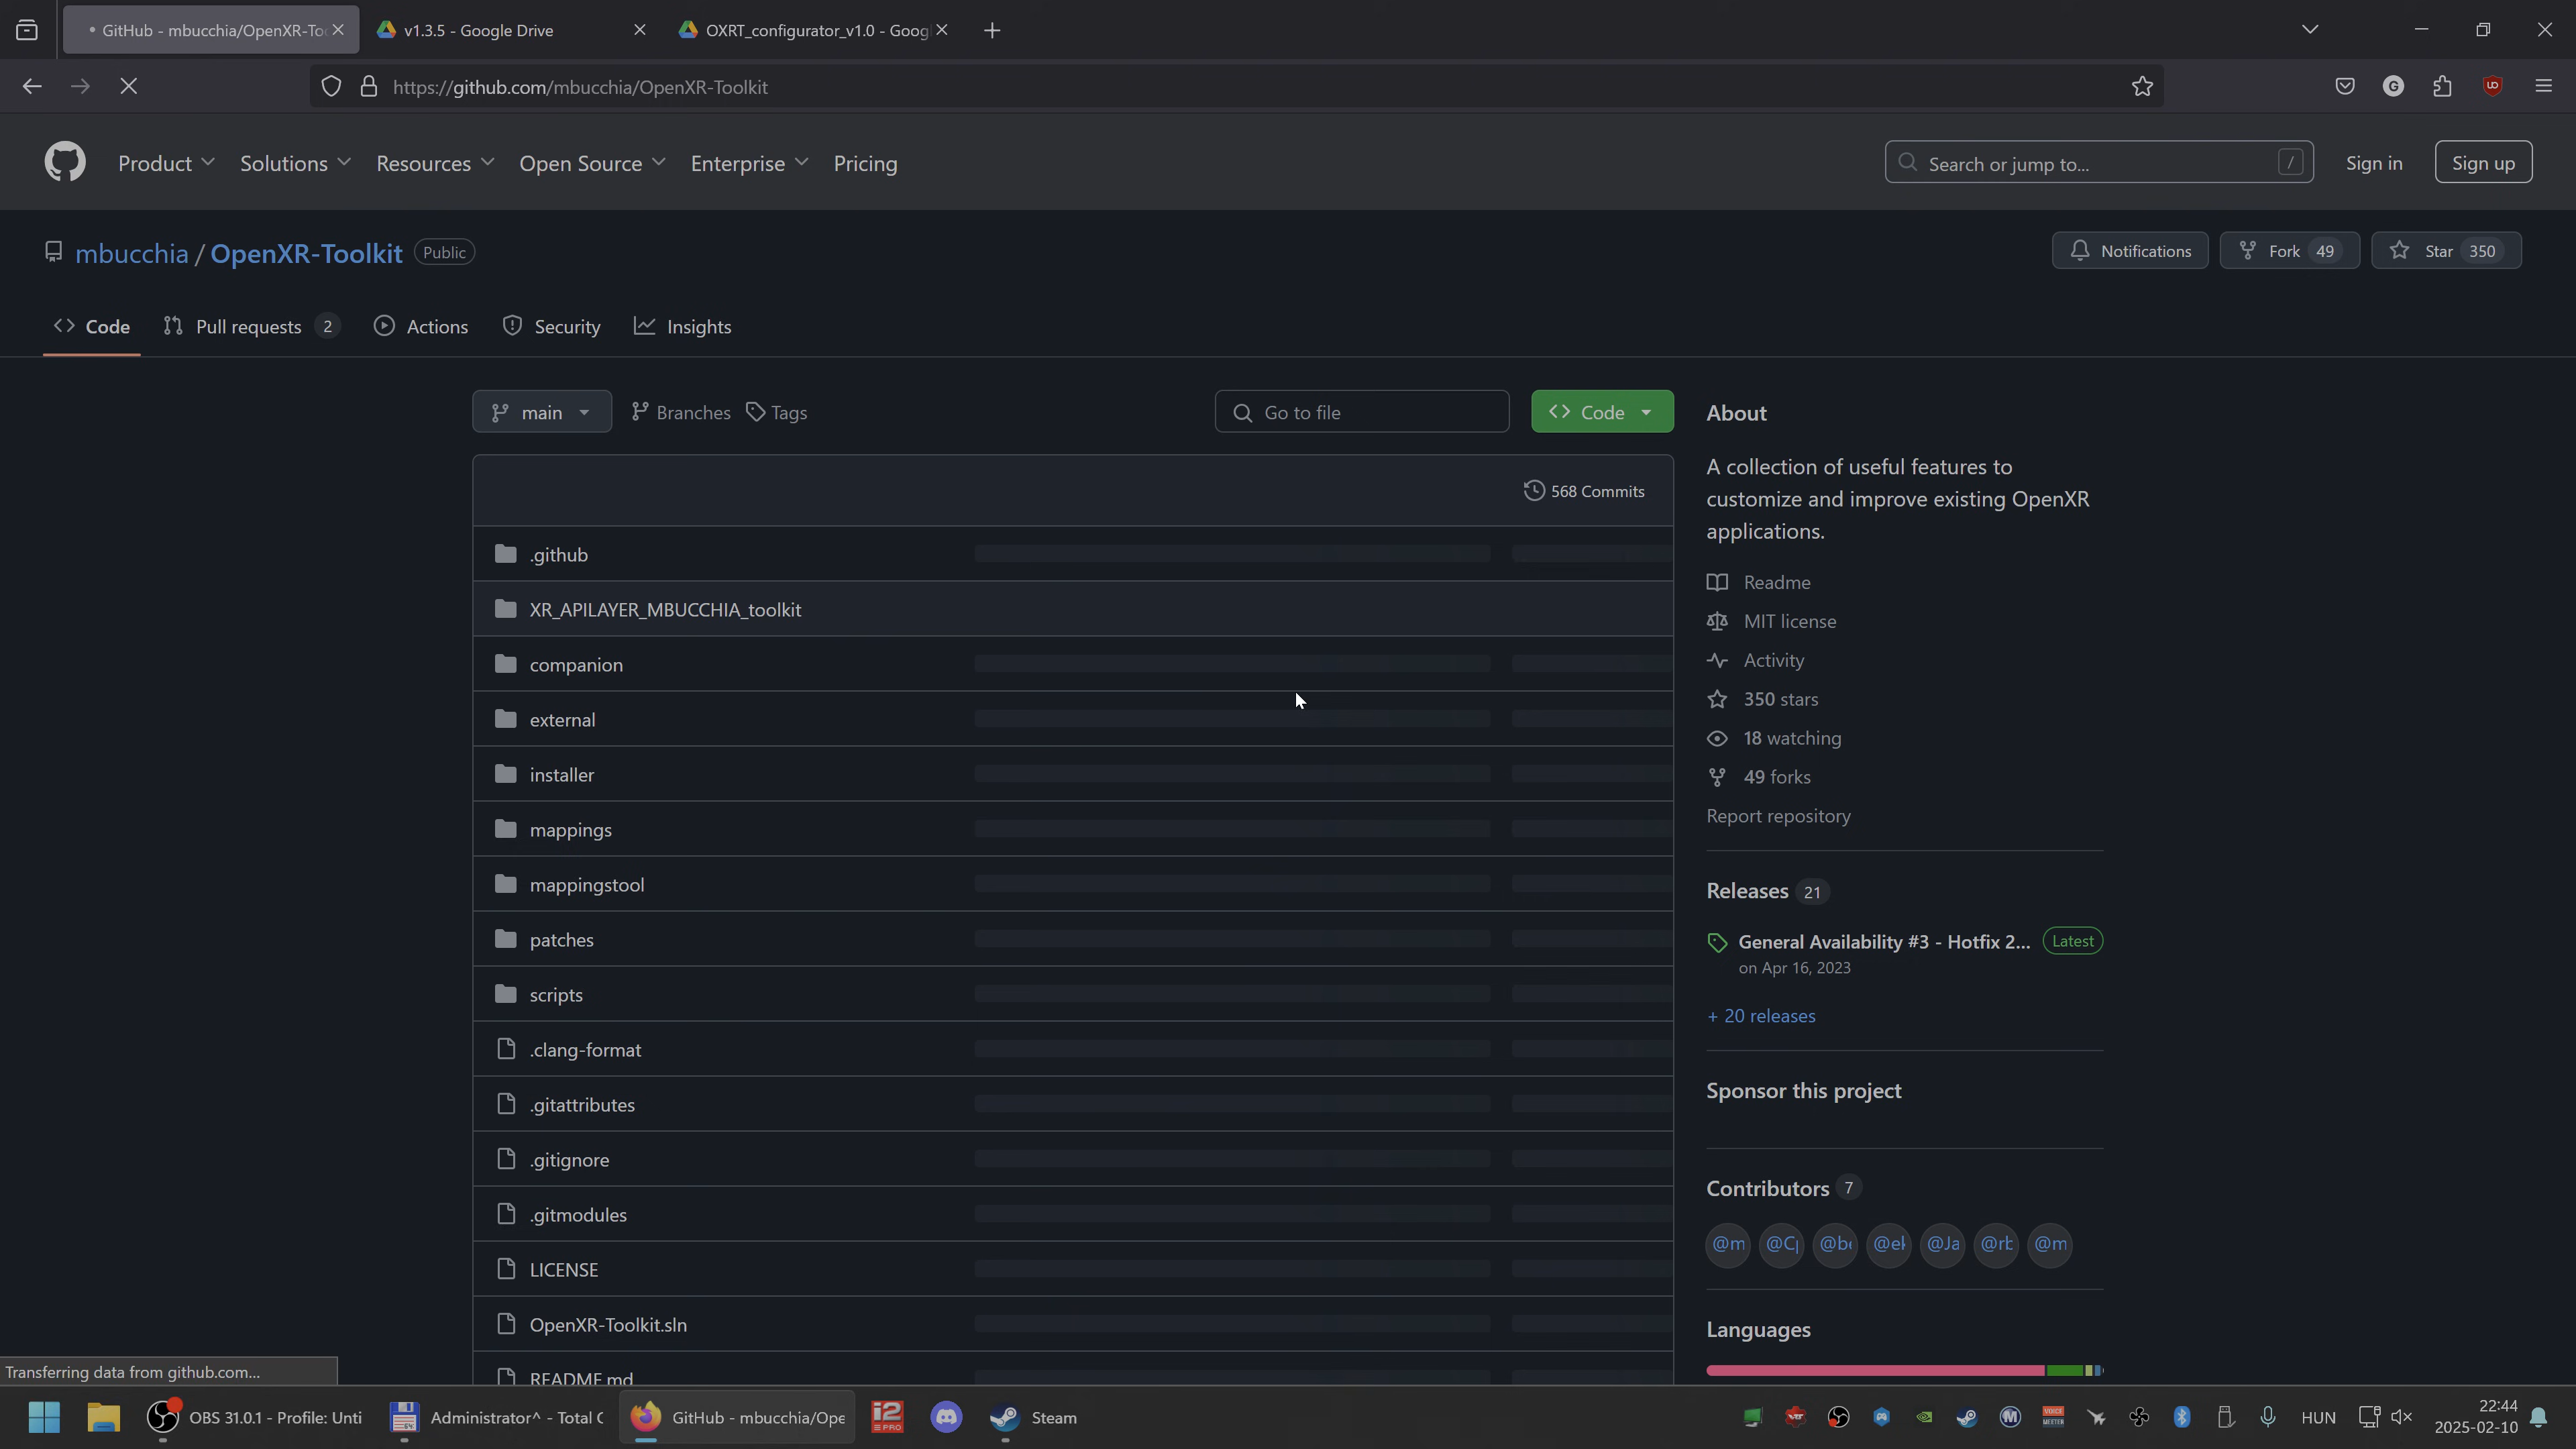 GitHub - mbucchia/OpenXR-Too
v1.3.5 - Google Drive
OXRT_configurator_v1.0 - Goog
https://github.com/mbucchia/OpenXR-Toolkit
Product
Solutions
Resources
Open Source
Enterprise
Pricing
Search or jump to...
/
Sign in
Sign up
mbucchia / OpenXR-Toolkit
Public
Notifications
Fork 49
Star 350
Code
Pull requests 2
Actions
Security
Insights
main
Branches
Tags
Go to file
Code
568 Commits
.github
XR_APILAYER_MBUCCHIA_toolkit
companion
external
installer
mappings
mappingstool
patches
scripts
.clang-format
.gitattributes
.gitignore
.gitmodules
LICENSE
OpenXR-Toolkit.sln
README.md
About
A collection of useful features to
customize and improve existing OpenXR
applications.
Readme
MIT license
Activity
350 stars
18 watching
49 forks
Report repository
Releases 21
General Availability #3 - Hotfix 2...
Latest
on Apr 16, 2023
+ 20 releases
Sponsor this project
Contributors 7
@m
@C
@b
@el
@Ja
@rb
@m
Languages
Transferring data from github.com...
OBS 31.0.1 - Profile: Unti
Administrator^ - Total C
GitHub - mbucchia/Ope
i2
PRO
Steam
HUN
22:44
2025-02-10